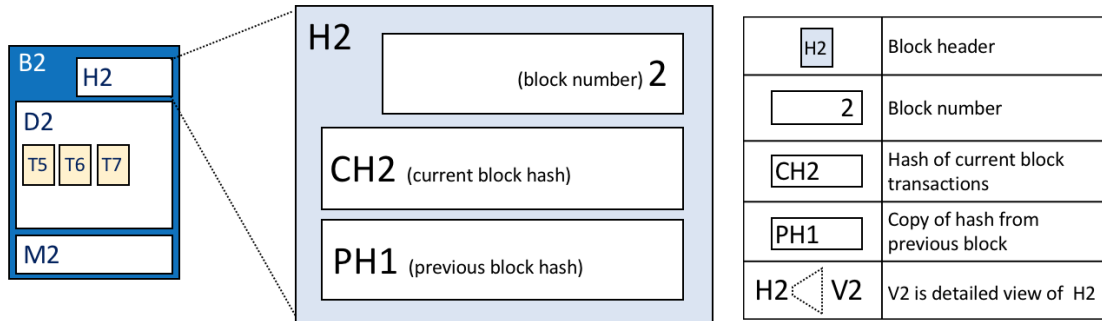 B2
H2
D2
T5 T6 T7
M2
H2
(block number) 2
CH2 (current block hash)
PH1 (previous block hash)
H2 Block header
2 Block number
CH2 Hash of current block
transactions
PH1 Copy of hash from
previous block
H2 V2 V2 is detailed view of H2